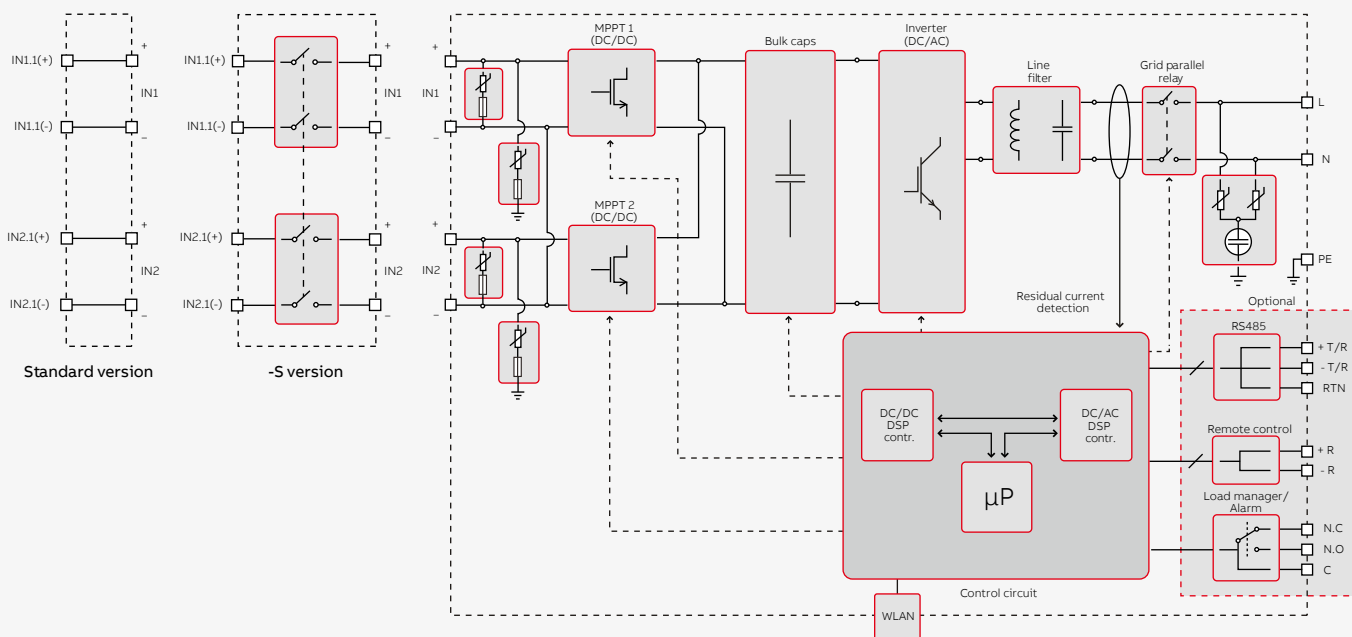 IN1.1(+)
+
IN1
IN1.1(-)
–
IN2.1(+)
+
IN2
IN2.1(-)
–
Standard version
IN1.1(+)
+
IN1
IN1.1(-)
–
IN2.1(+)
+
IN2
IN2.1(-)
–
-S version
+
IN1
–
+
IN2
–
MPPT 1
(DC/DC)
MPPT 2
(DC/DC)
Bulk caps
Inverter
(DC/AC)
Line
filter
Grid parallel
relay
L
N
PE
Residual current
detection
Optional
RS485
+ T/R
- T/R
RTN
Remote control
+ R
- R
Load manager/
Alarm
N.C
N.O
C
DC/DC
DSP
contr.
DC/AC
DSP
contr.
µP
Control circuit
WLAN